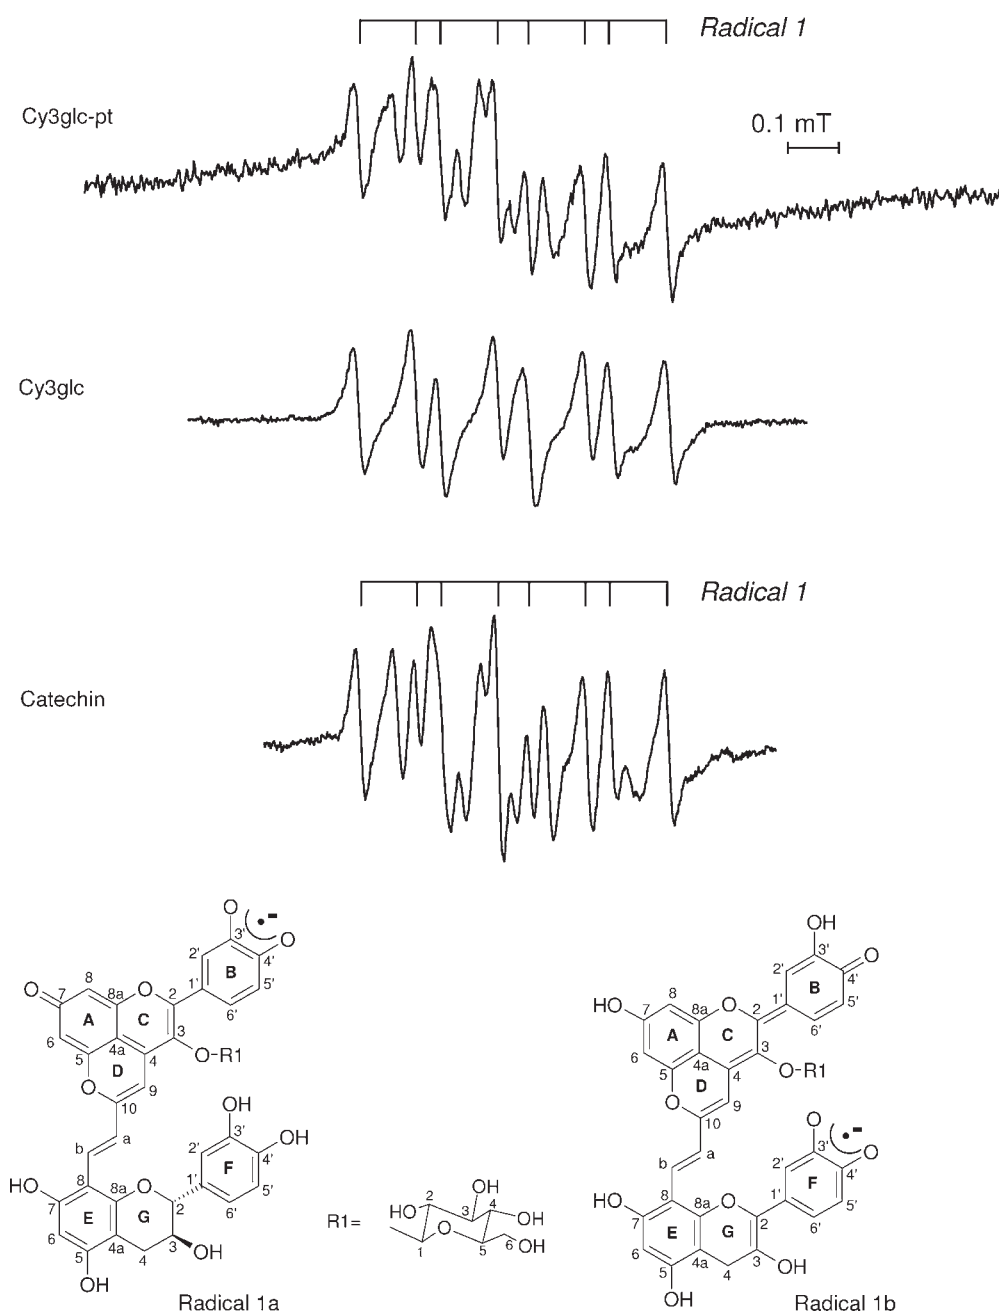 Radical 1
Cy3glc-pt
0.1 mT
Cy3glc
Radical 1
Catechin
O
•-
3'
O
2'
4'
B
O
7
8
8a
O
2
1'
5'
A
C
6'
6
4a
3
5
4
O-R1
D
O
9
10
OH
b
a
2'
3'
OH
F
4'
HO
8
8a
O
1'
5'
7
2
6'
E
G
6
4a
3
5
4
OH
OH
Radical 1a
R1=
HO
2
OH
3
4
OH
O
1
5
6
OH
OH
3'
O
2'
4'
B
HO
7
8
8a
O
2
1'
5'
A
C
6'
6
4a
3
5
4
O-R1
D
O
9
10
O
•-
b
a
2'
3'
O
F
4'
HO
8
8a
O
1'
5'
7
2
6'
E
G
6
4a
3
5
4
OH
OH
Radical 1b